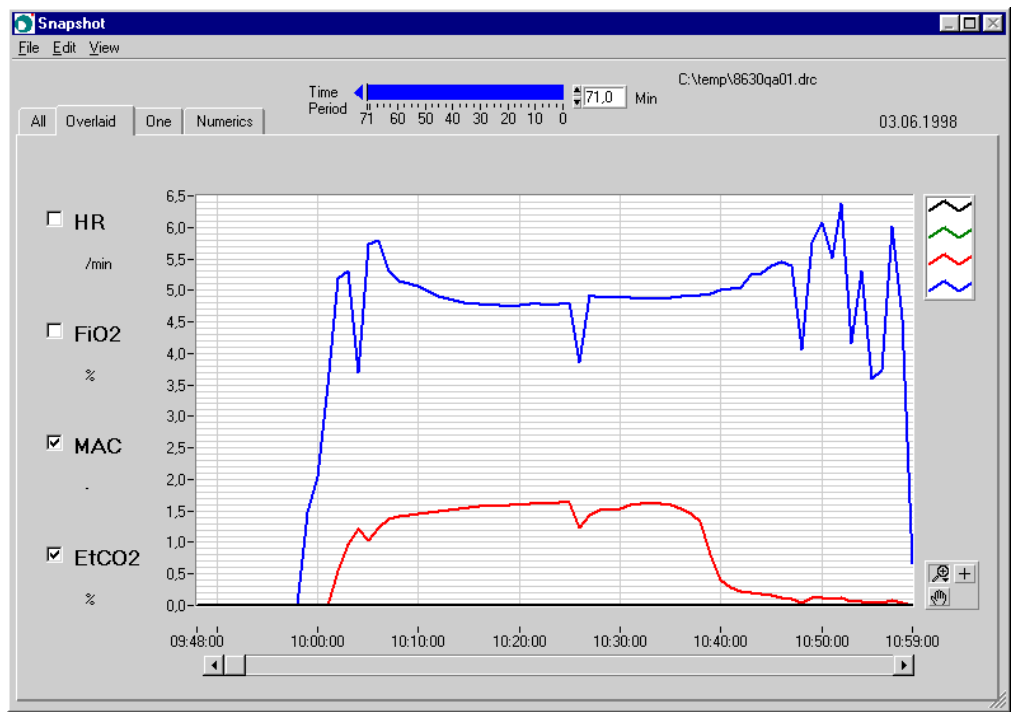 Snapshot
File Edit View
C:\temp\8630qa01.drc
Time Period 71,0 Min
71 60 50 40 30 20 10 0
All Overlaid One Numerics
03.06.1998
HR
/min
FiO2
%
MAC
-
EtCO2
%
6,5
6,0
5,5
5,0
4,5
4,0
3,5
3,0
2,5
2,0
1,5
1,0
0,5
0,0
09:48:00 10:00:00 10:10:00 10:20:00 10:30:00 10:40:00 10:50:00 10:59:00